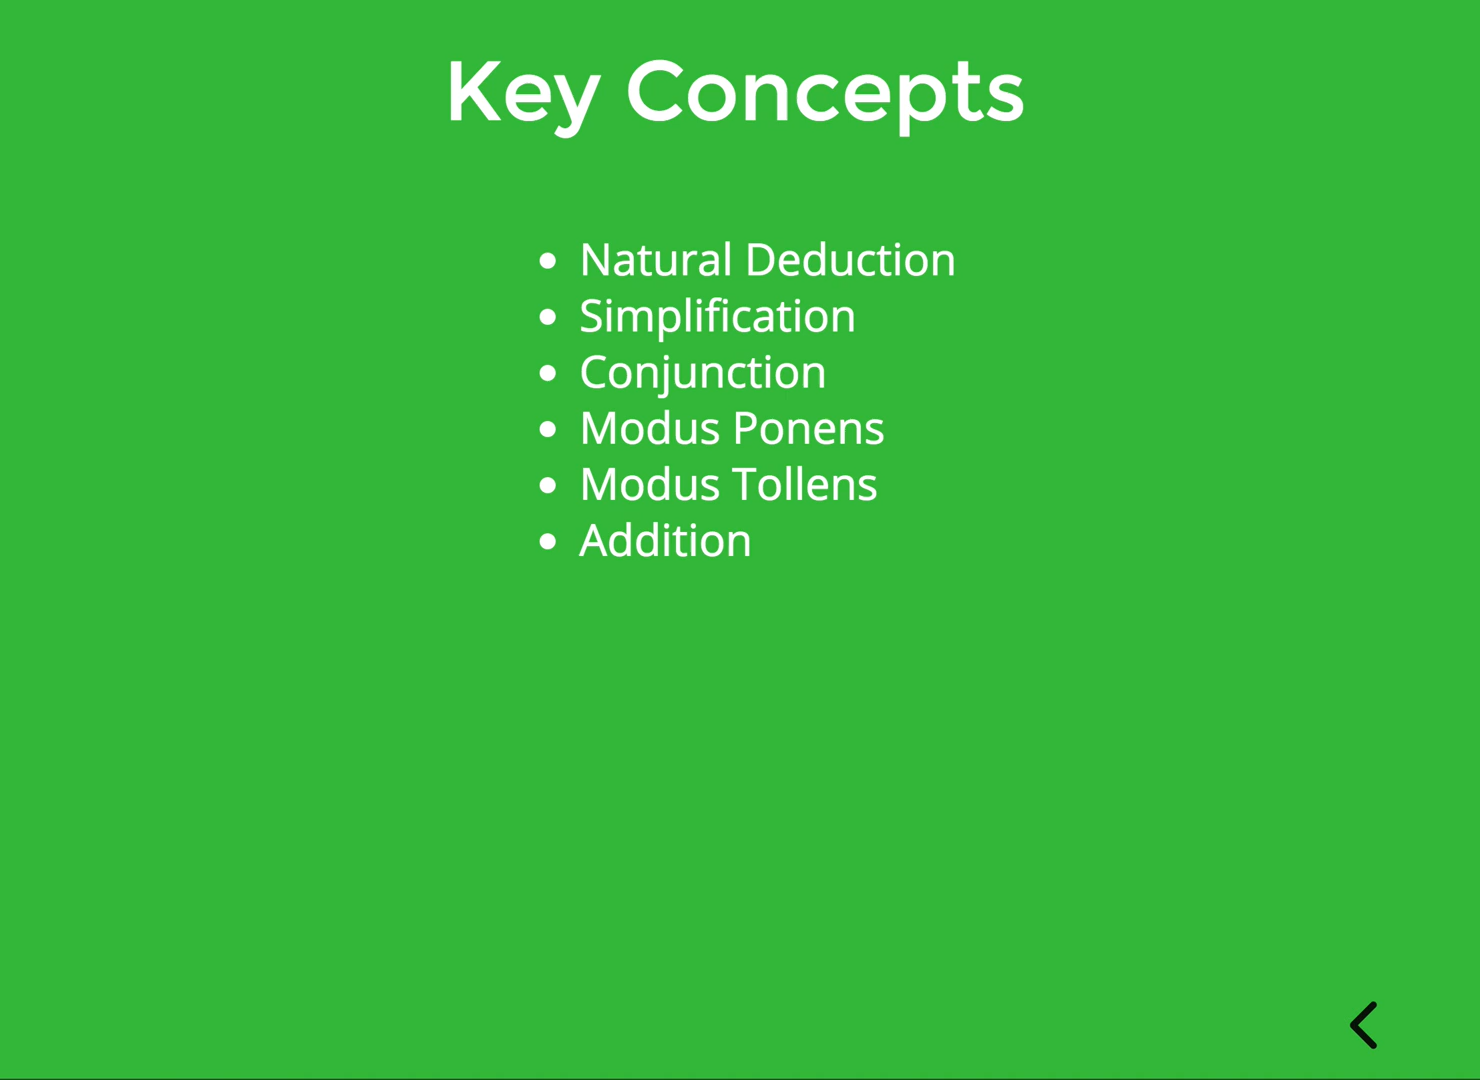 Key Concepts
• Natural Deduction
• Simplification
• Conjunction
• Modus Ponens
• Modus Tollens
• Addition